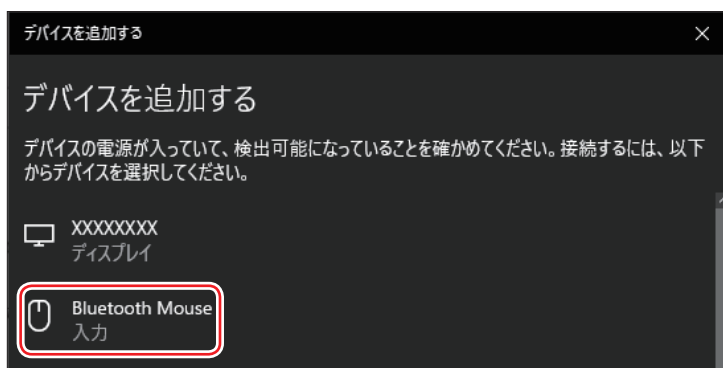 デバイスを追加する
デバイスを追加する
デバイスの電源が入っていて、検出可能になっていることを確かめてください。接続するには、以下
からデバイスを選択してください。
XXXXXXXX
ディスプレイ
Bluetooth Mouse
入力